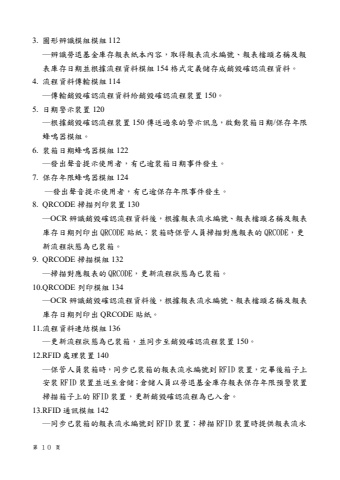 3. 圖形辨識模組模組 112
—辨識勞退基金庫存報表紙本內容，取得報表流水編號、報表檔頭名稱及報
表庫存日期並根據流程資料模組 154 格式定義儲存成銷毀確認流程資料。
4. 流程資料傳輸模組 114
—傳輸銷毀確認流程資料給銷毀確認流程裝置 150。
5. 日期警示裝置 120
—根據銷毀確認流程裝置 150 傳送過來的警示訊息，啟動裝箱日期/保存年限
蜂鳴器模組。
6. 裝箱日期蜂鳴器模組 122
—發出聲音提示使用者，有已逾裝箱日期事件發生。
7. 保存年限蜂鳴器模組 124
—發出聲音提示使用者，有已逾保存年限事件發生。
8. QRCODE 掃描列印裝置 130
—OCR 辨識銷毀確認流程資料後，根據報表流水編號、報表檔頭名稱及報表
庫存日期列印出 QRCODE 貼紙；裝箱時保管人員掃描對應報表的 QRCODE，更
新流程狀態為已裝箱。
9. QRCODE 掃描模組 132
—掃描對應報表的 QRCODE，更新流程狀態為已裝箱。
10.QRCODE 列印模組 134
—OCR 辨識銷毀確認流程資料後，根據報表流水編號、報表檔頭名稱及報表
庫存日期列印出 QRCODE 貼紙。
11.流程資料連結模組 136
—更新流程狀態為已裝箱，並同步至銷毀確認流程裝置 150。
12.RFID 處理裝置 140
—保管人員裝箱時，同步已裝箱的報表流水編號到 RFID 裝置，完畢後箱子上
安裝 RFID 裝置並送至倉儲；倉儲人員以勞退基金庫存報表保存年限預警裝置
掃描箱子上的 RFID 裝置，更新銷毀確認流程為已入倉。
13.RFID 通訊模組 142
—同步已裝箱的報表流水編號到 RFID 裝置；掃描 RFID 裝置時提供報表流水
第 10 頁